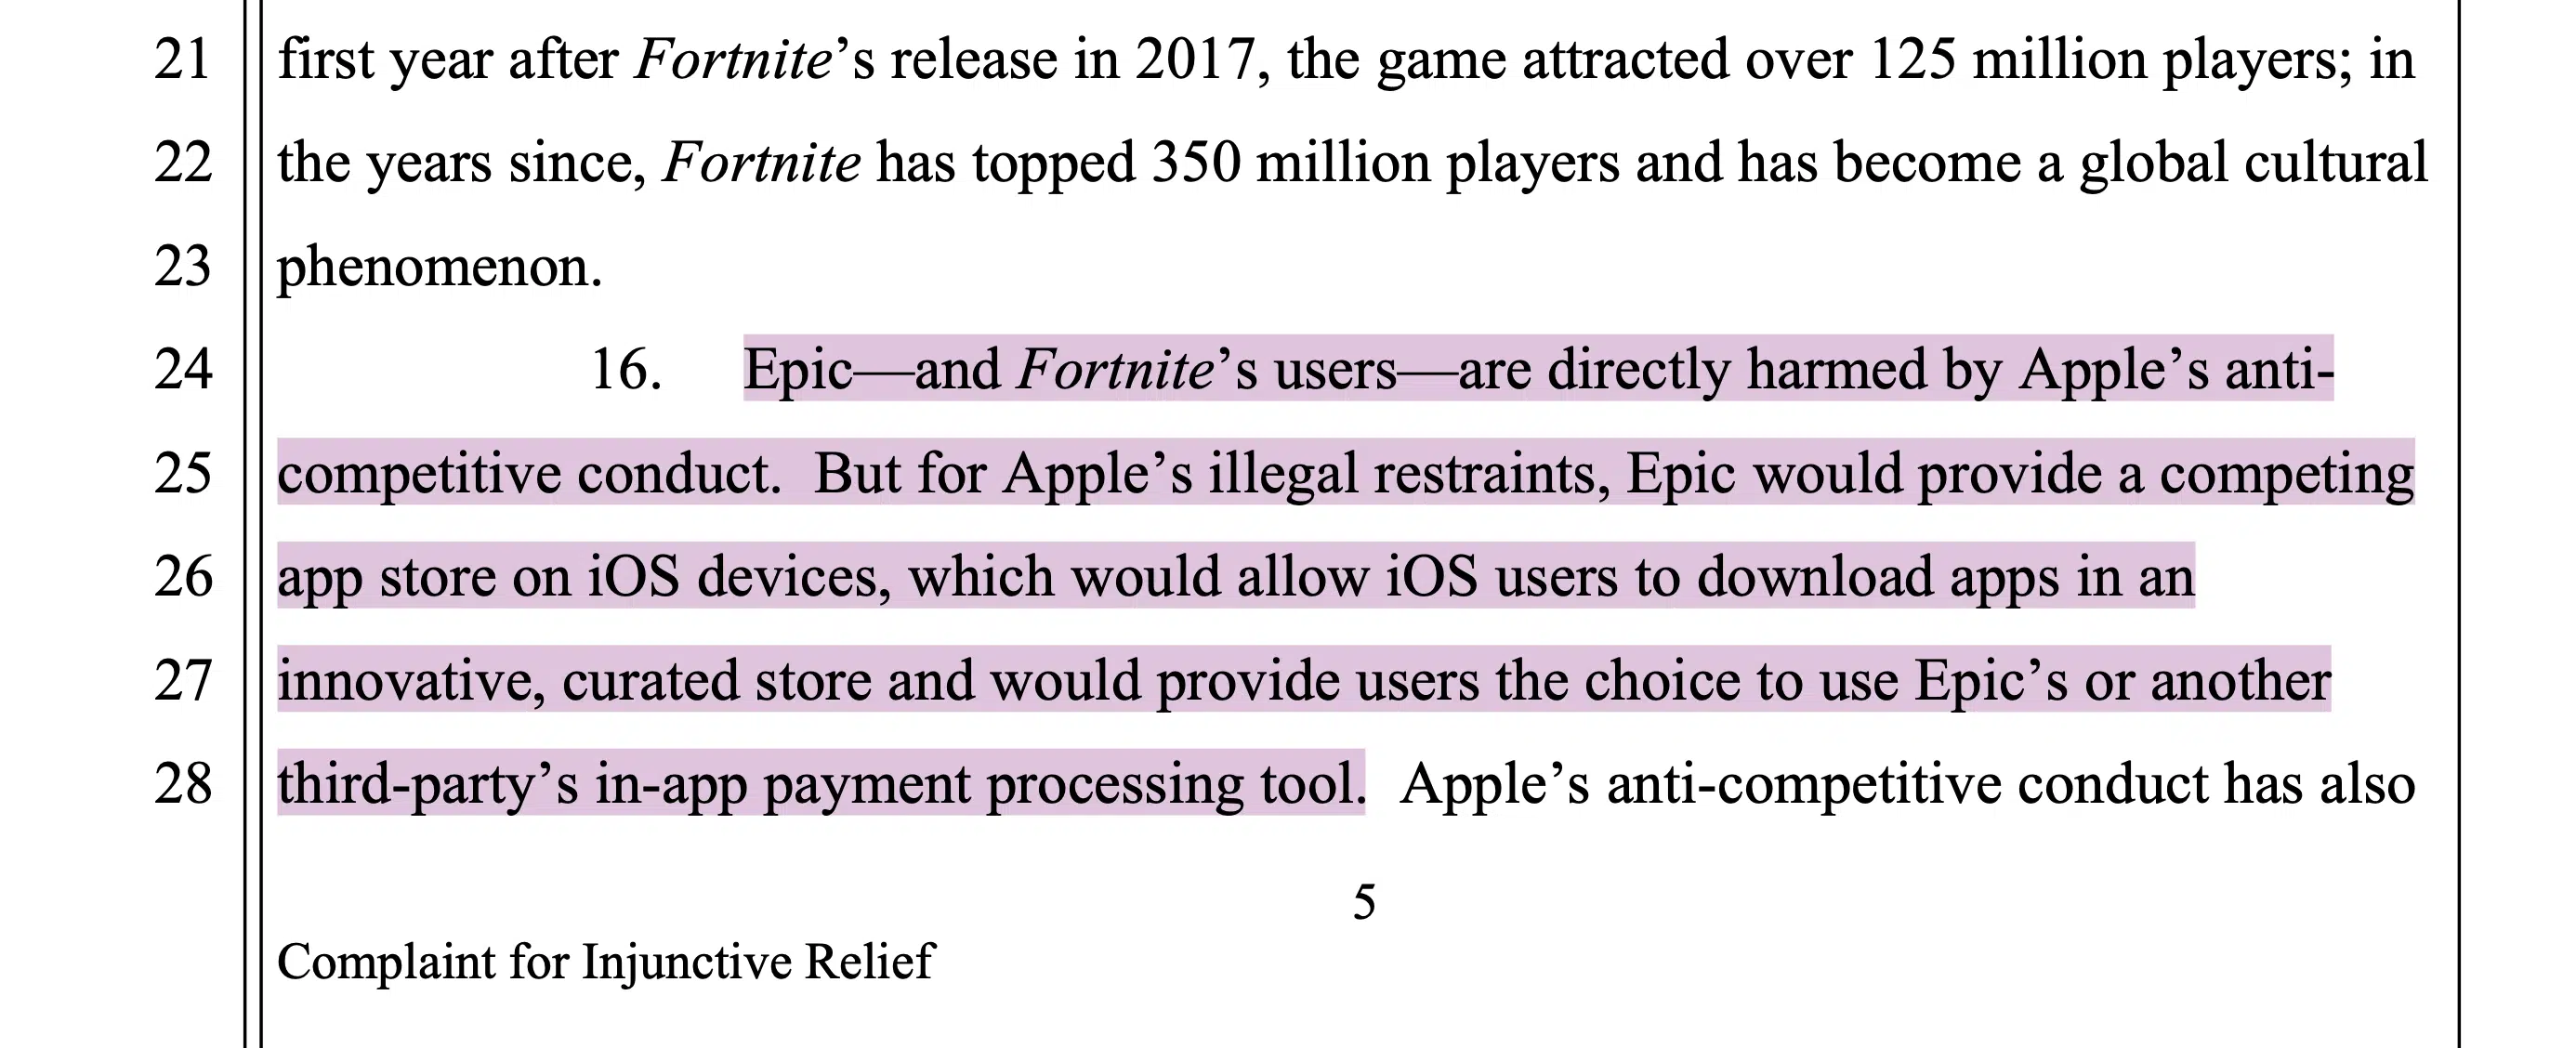 21 first year after Fortnite’s release in 2017, the game attracted over 125 million players; in
22 the years since, Fortnite has topped 350 million players and has become a global cultural
23 phenomenon.
24 16. Epic—and Fortnite’s users—are directly harmed by Apple’s anti-
25 competitive conduct.  But for Apple’s illegal restraints, Epic would provide a competing
26 app store on iOS devices, which would allow iOS users to download apps in an
27 innovative, curated store and would provide users the choice to use Epic’s or another
28 third-party’s in-app payment processing tool.  Apple’s anti-competitive conduct has also
5
Complaint for Injunctive Relief